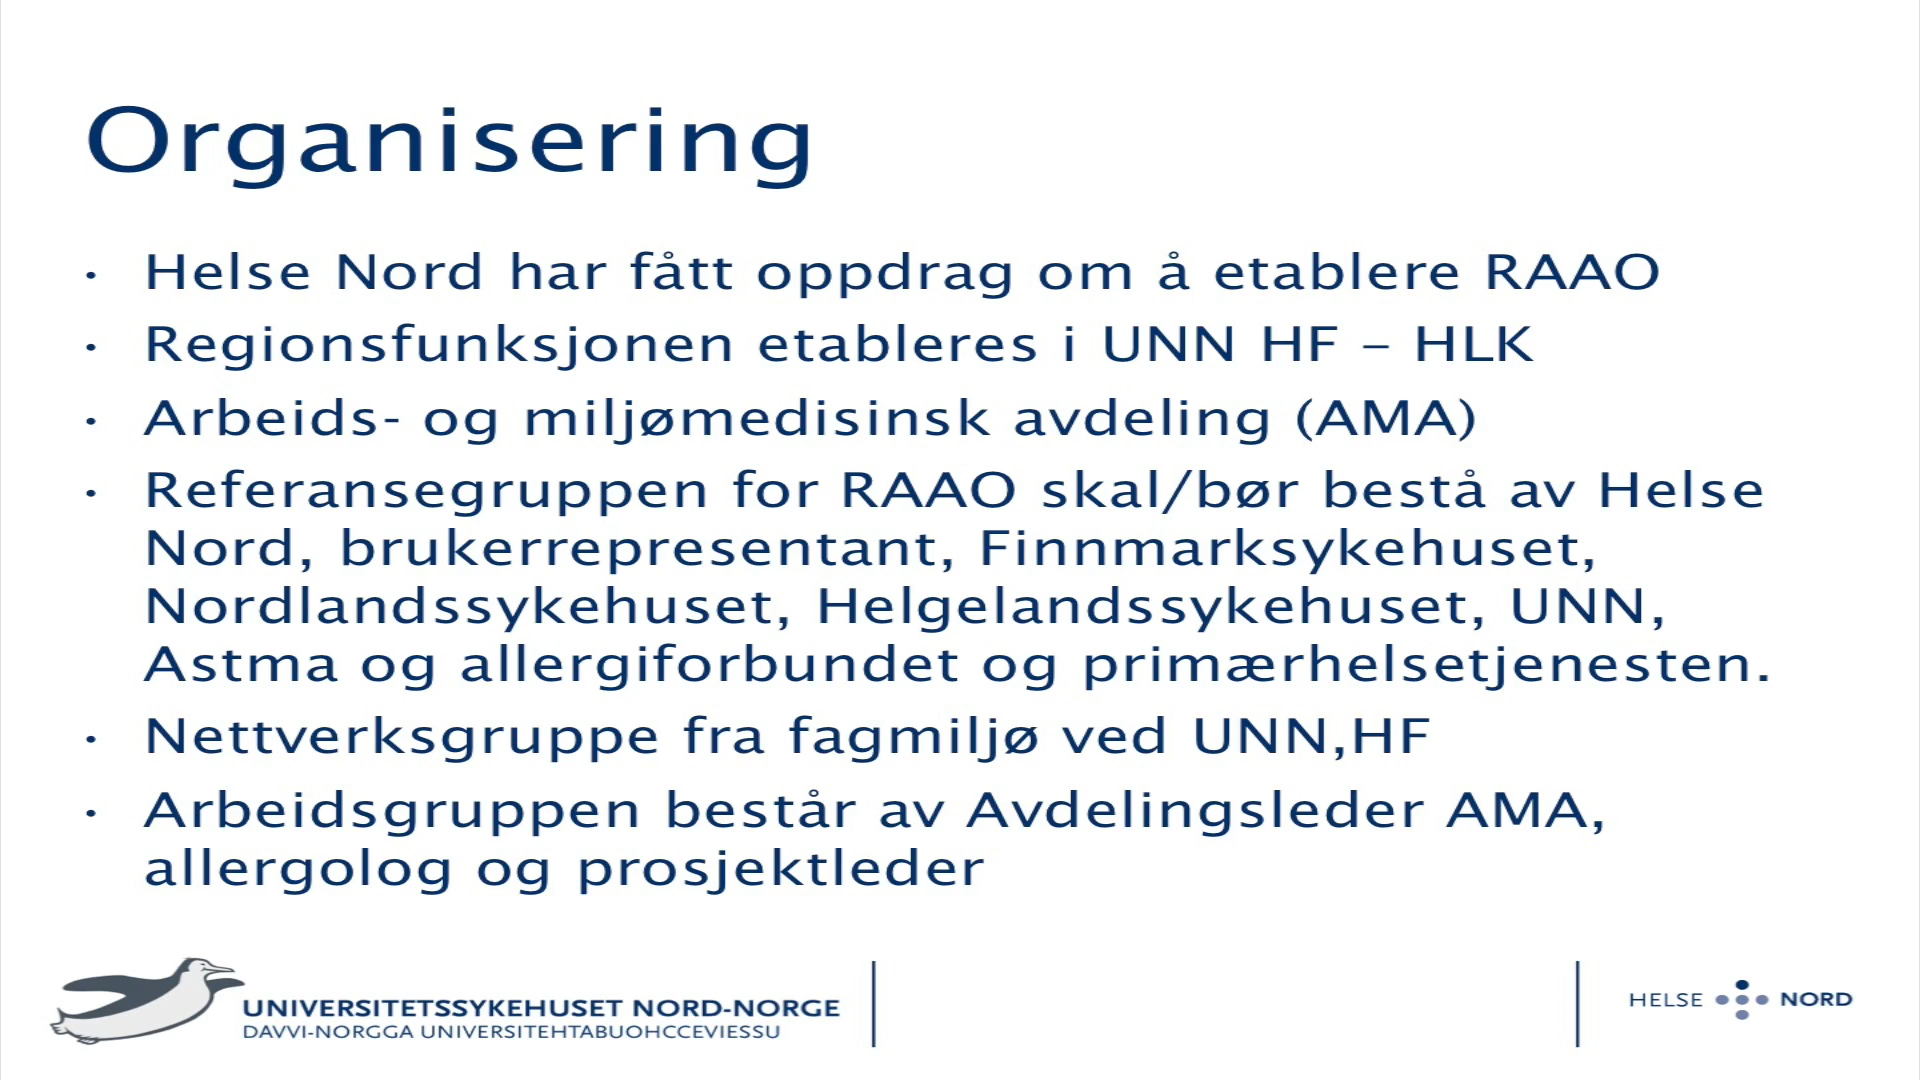 Organisering
• Helse Nord har fått oppdrag om å etablere RAAO
• Regionsfunksjonen etableres i UNN HF – HLK
• Arbeids- og miljømedisinsk avdeling (AMA)
• Referansegruppen for RAAO skal/bør bestå av Helse
Nord, brukerrepresentant, Finnmarksykehuset,
Nordlandssykehuset, Helgelandssykehuset, UNN,
Astma og allergiforbundet og primærhelsetjenesten.
• Nettverksgruppe fra fagmiljø ved UNN,HF
• Arbeidsgruppen består av Avdelingsleder AMA,
allergolog og prosjektleder
UNIVERSITETSSYKEHUSET NORD-NORGE
DAVVI-NORGGA UNIVERSITEHTABUOHCCEVIESSU
HELSE NORD